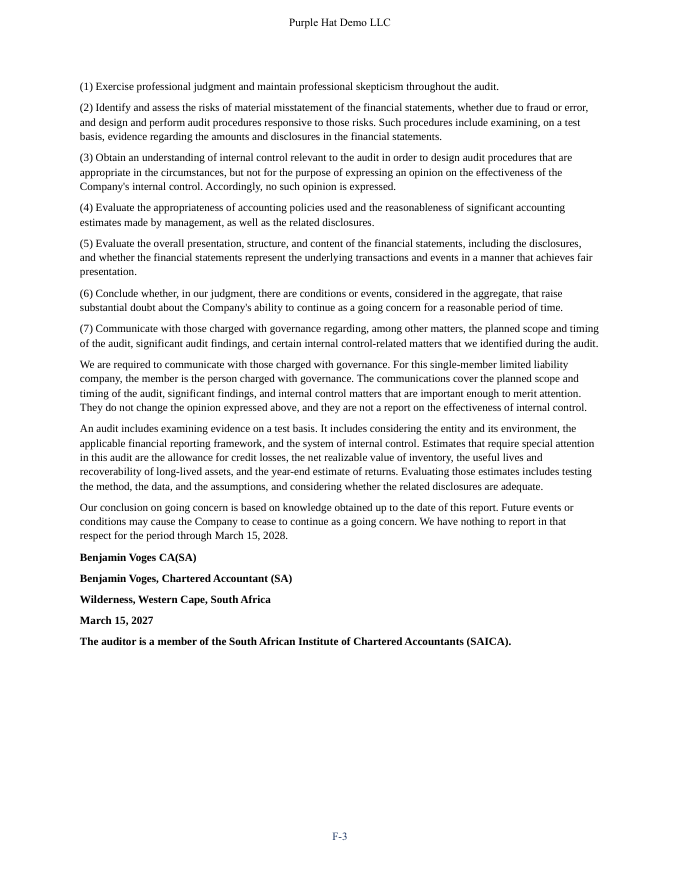 Purple Hat Demo LLC
(1) Exercise professional judgment and maintain professional skepticism throughout the audit.
(2) Identify and assess the risks of material misstatement of the financial statements, whether due to fraud or error,
and design and perform audit procedures responsive to those risks. Such procedures include examining, on a test
basis, evidence regarding the amounts and disclosures in the financial statements.
(3) Obtain an understanding of internal control relevant to the audit in order to design audit procedures that are
appropriate in the circumstances, but not for the purpose of expressing an opinion on the effectiveness of the
Company's internal control. Accordingly, no such opinion is expressed.
(4) Evaluate the appropriateness of accounting policies used and the reasonableness of significant accounting
estimates made by management, as well as the related disclosures.
(5) Evaluate the overall presentation, structure, and content of the financial statements, including the disclosures,
and whether the financial statements represent the underlying transactions and events in a manner that achieves fair
presentation.
(6) Conclude whether, in our judgment, there are conditions or events, considered in the aggregate, that raise
substantial doubt about the Company's ability to continue as a going concern for a reasonable period of time.
(7) Communicate with those charged with governance regarding, among other matters, the planned scope and timing
of the audit, significant audit findings, and certain internal control-related matters that we identified during the audit.
We are required to communicate with those charged with governance. For this single-member limited liability
company, the member is the person charged with governance. The communications cover the planned scope and
timing of the audit, significant findings, and internal control matters that are important enough to merit attention.
They do not change the opinion expressed above, and they are not a report on the effectiveness of internal control.
An audit includes examining evidence on a test basis. It includes considering the entity and its environment, the
applicable financial reporting framework, and the system of internal control. Estimates that require special attention
in this audit are the allowance for credit losses, the net realizable value of inventory, the useful lives and
recoverability of long-lived assets, and the year-end estimate of returns. Evaluating those estimates includes testing
the method, the data, and the assumptions, and considering whether the related disclosures are adequate.
Our conclusion on going concern is based on knowledge obtained up to the date of this report. Future events or
conditions may cause the Company to cease to continue as a going concern. We have nothing to report in that
respect for the period through March 15, 2028.
Benjamin Voges CA(SA)
Benjamin Voges, Chartered Accountant (SA)
Wilderness, Western Cape, South Africa
March 15, 2027
The auditor is a member of the South African Institute of Chartered Accountants (SAICA).
F-3